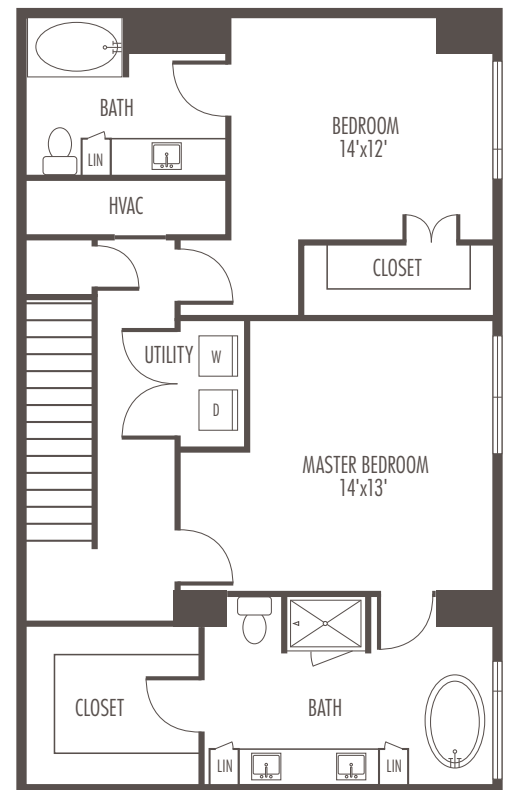 BATH
LIN
BEDROOM
14'x12'
HVAC
CLOSET
UTILITY
W
D
MASTER BEDROOM
14'x13'
CLOSET
BATH
LIN
LIN